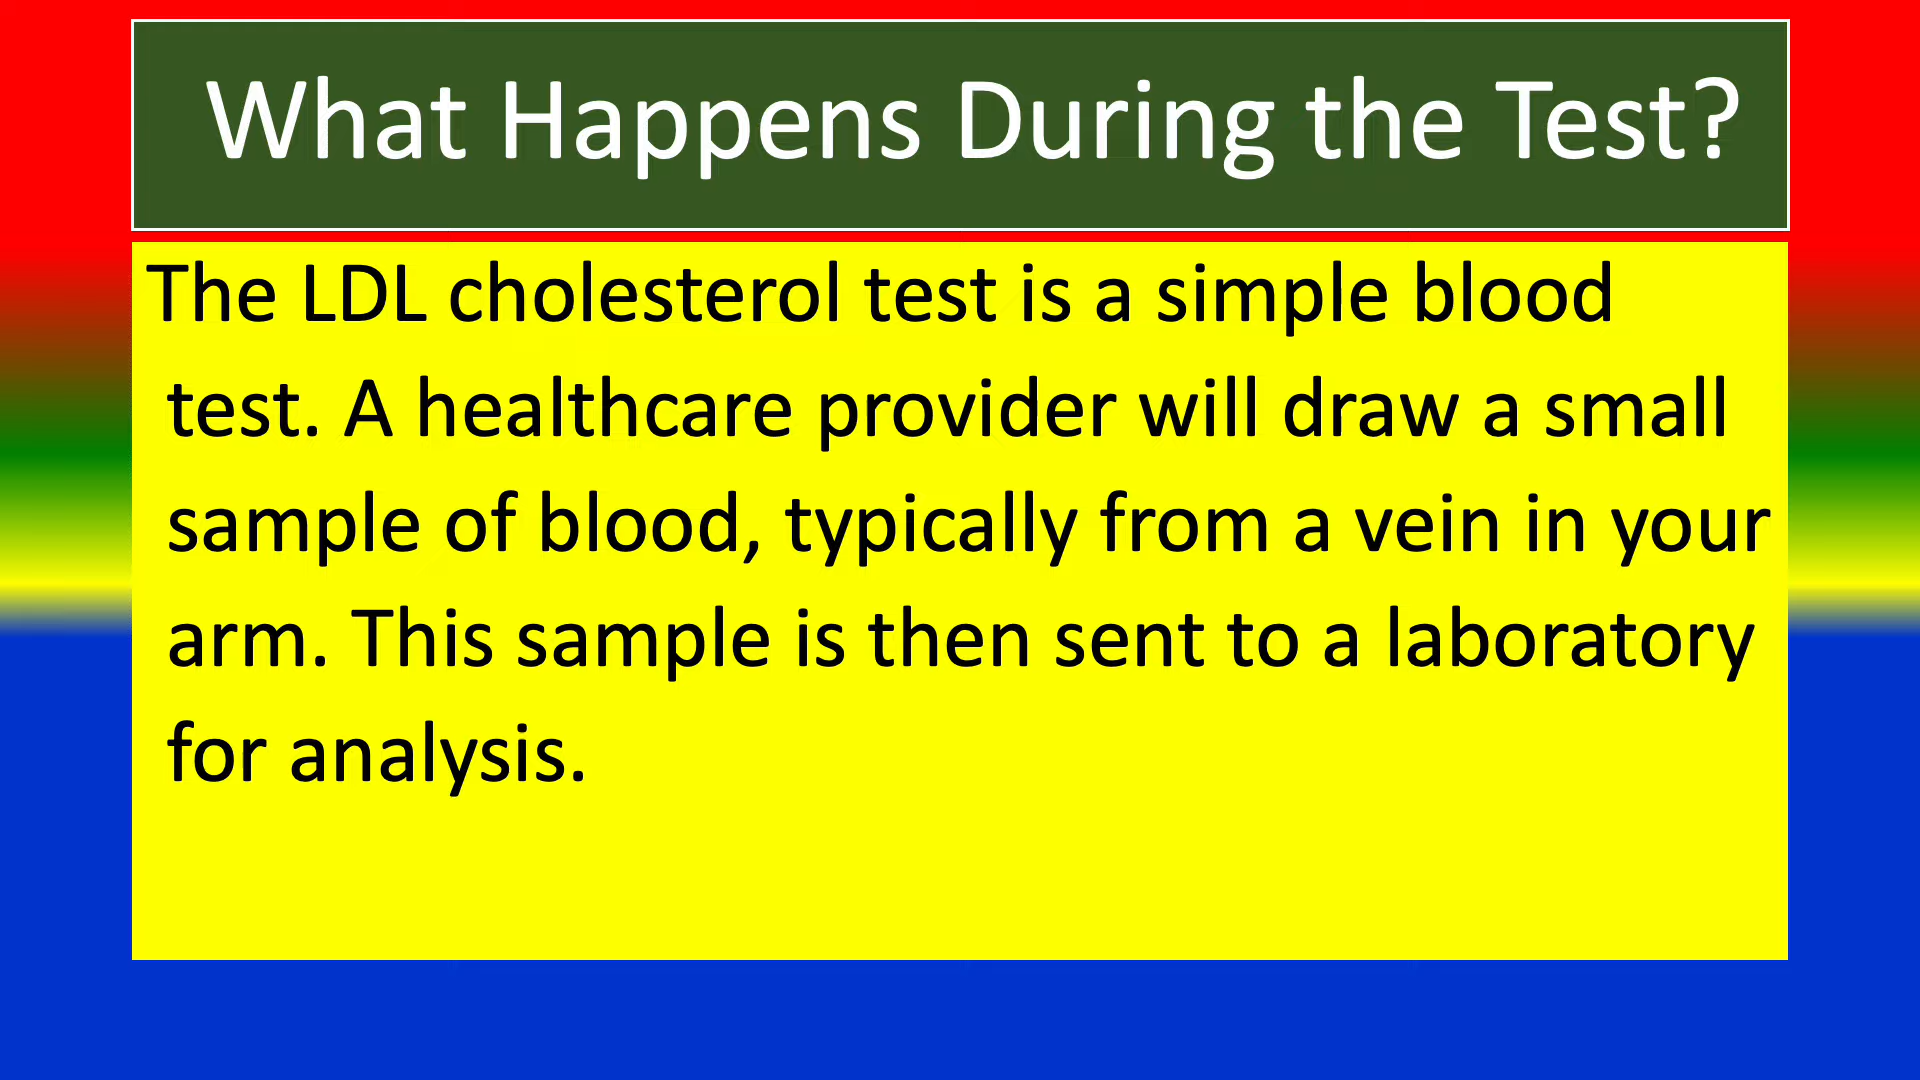 What Happens During the Test?
The LDL cholesterol test is a simple blood
test. A healthcare provider will draw a small
sample of blood, typically from a vein in your
arm. This sample is then sent to a laboratory
for analysis.